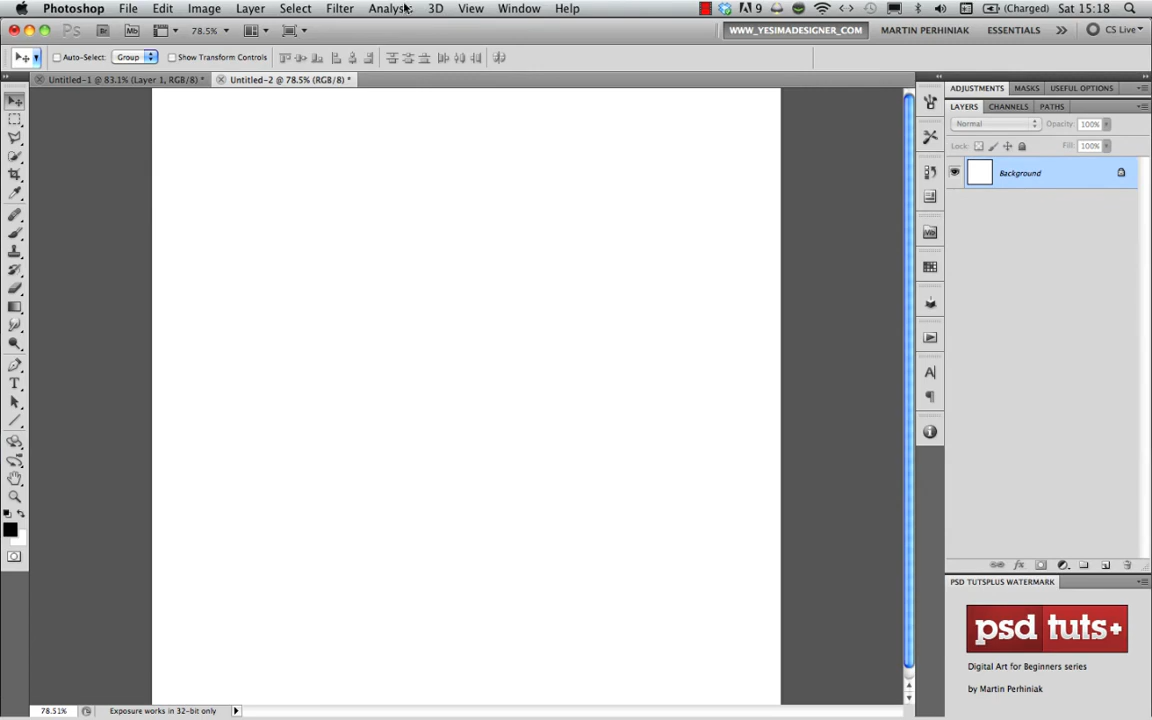 Photoshop File Edit Image Layer Select Filter Analysis 3D View Window Help 9 (Charged) Sat 15:18
Ps Br Mb 78.5% WWW_YESIMADESIGNER_COM MARTIN PERHINIAK ESSENTIALS CS Live
Auto-Select: Group Show Transform Controls
Untitled-1 @ 83.1% (Layer 1, RGB/8) * Untitled-2 @ 78.5% (RGB/8) *
ADJUSTMENTS MASKS USEFUL OPTIONS
LAYERS CHANNELS PATHS
Normal Opacity: 100%
Lock: Fill: 100%
Background
PSD TUTSPLUS WATERMARK
psd tuts+
Digital Art for Beginners series
by Martin Perhiniak
78.51% Exposure works in 32-bit only